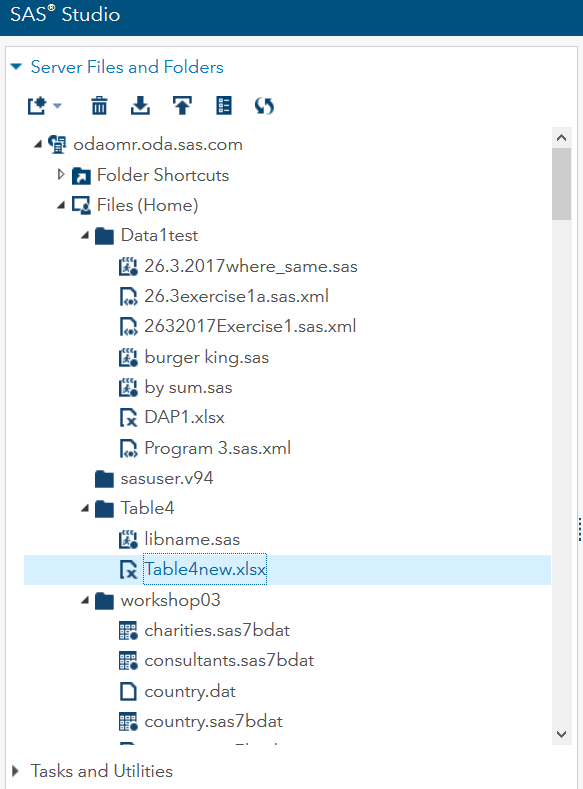 SAS® Studio
Server Files and Folders
odaomr.oda.sas.com
Folder Shortcuts
Files (Home)
Data1test
26.3.2017where_same.sas
26.3exercise1a.sas.xml
2632017Exercise1.sas.xml
burger king.sas
by sum.sas
DAP1.xlsx
Program 3.sas.xml
sasuser.v94
Table4
libname.sas
Table4new.xlsx
workshop03
charities.sas7bdat
consultants.sas7bdat
country.dat
country.sas7bdat
Tasks and Utilities